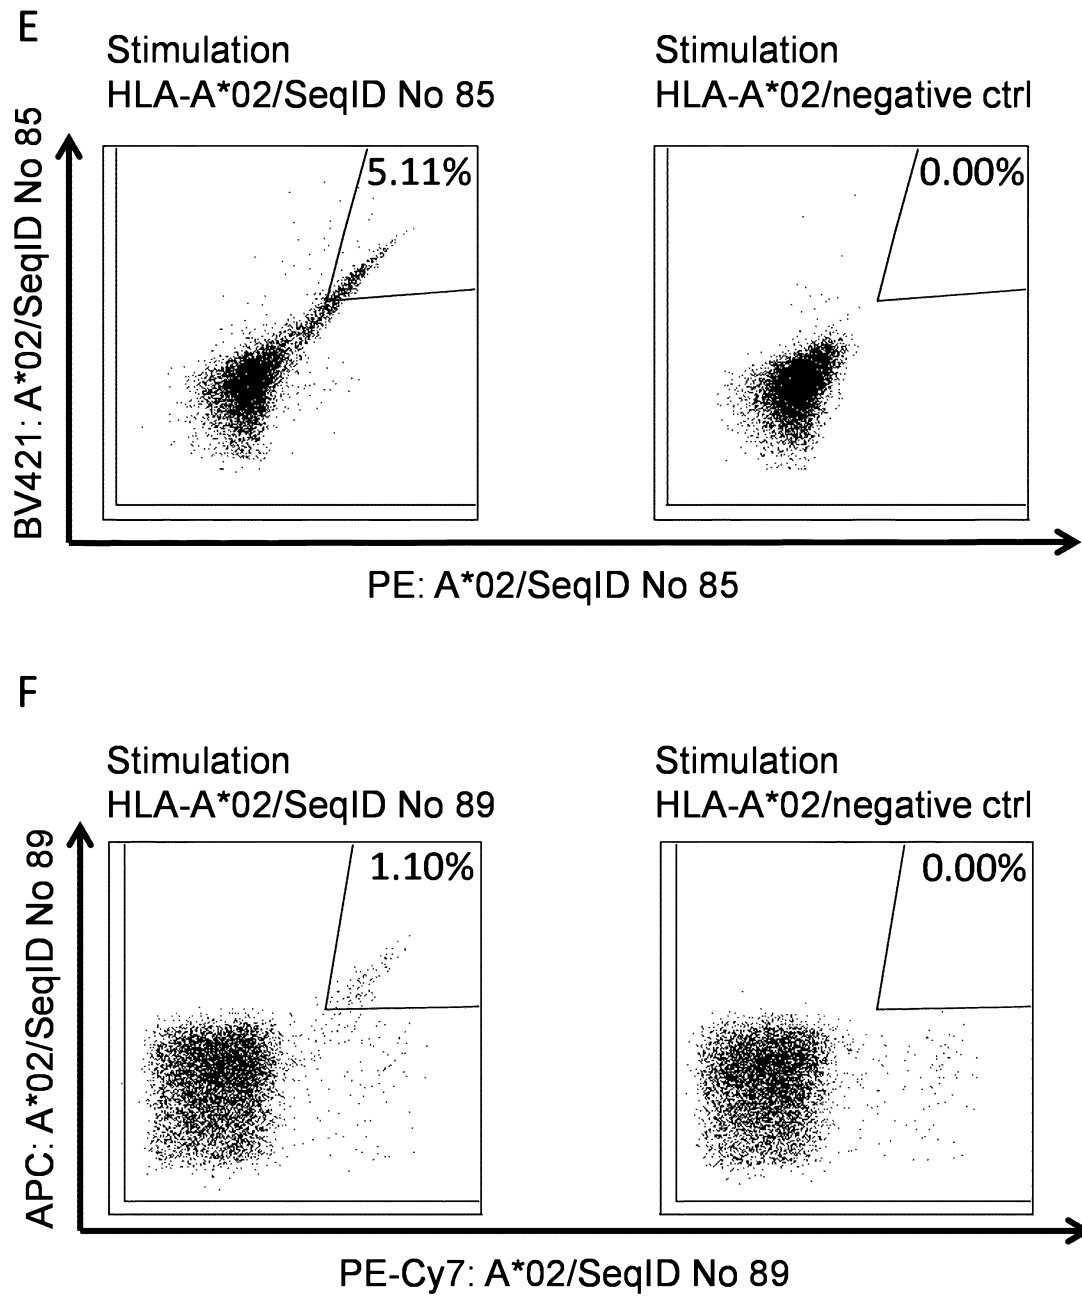 E
Stimulation
HLA-A*02/SeqID No 85
Stimulation
HLA-A*02/negative ctrl
BV421: A*02/SeqID No 85
5.11%
0.00%
PE: A*02/SeqID No 85
F
Stimulation
HLA-A*02/SeqID No 89
Stimulation
HLA-A*02/negative ctrl
APC: A*02/SeqID No 89
1.10%
0.00%
PE-Cy7: A*02/SeqID No 89